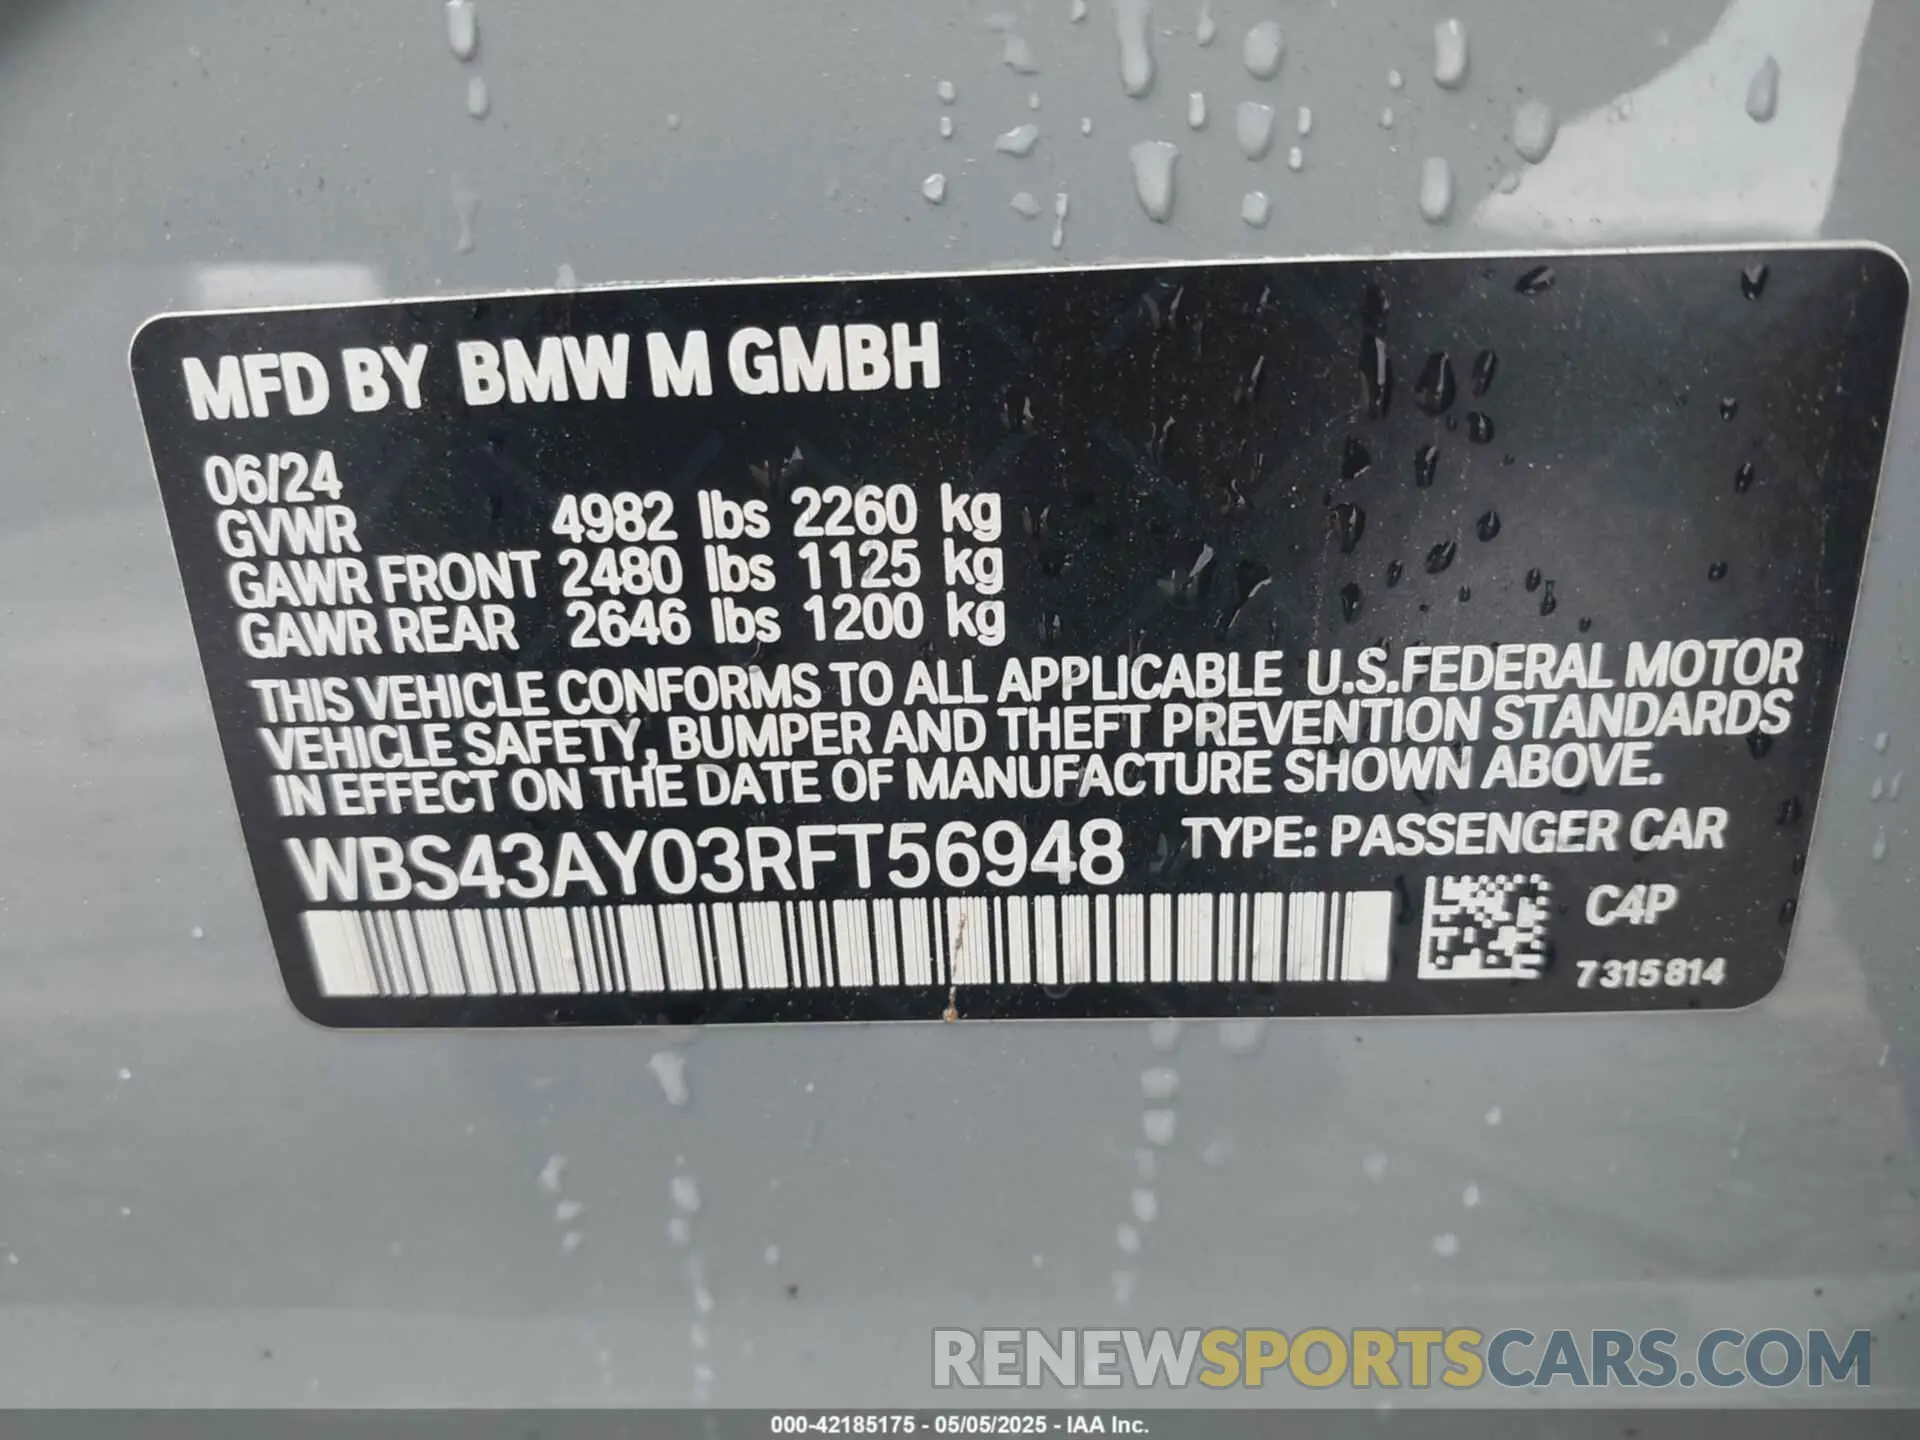 MFD BY BMW M GMBH
06/24
GVWR 4982 lbs 2260 kg
GAWR FRONT 2480 lbs 1125 kg
GAWR REAR 2646 lbs 1200 kg
THIS VEHICLE CONFORMS TO ALL APPLICABLE U.S.FEDERAL MOTOR
VEHICLE SAFETY, BUMPER AND THEFT PREVENTION STANDARDS
IN EFFECT ON THE DATE OF MANUFACTURE SHOWN ABOVE.
WBS43AY03RFT56948 TYPE: PASSENGER CAR
C4P
7315814
RENEWSPORTSCARS.COM
000-42185175 - 05/05/2025 - IAA Inc.